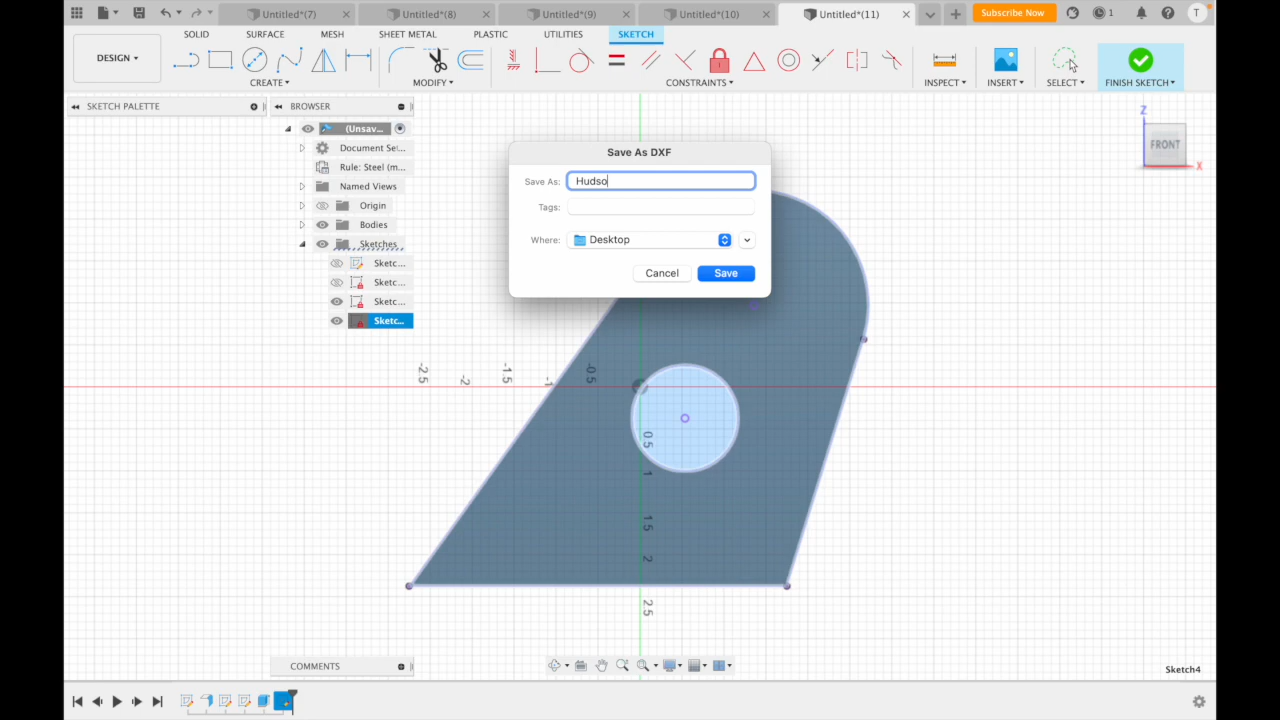 Untitled*(7)
Untitled*(8)
Untitled*(9)
Untitled*(10)
Untitled*(11)
Subscribe Now
1
T
DESIGN
SOLID
SURFACE
MESH
SHEET METAL
PLASTIC
UTILITIES
SKETCH
CREATE
MODIFY
CONSTRAINTS
INSPECT
INSERT
SELECT
FINISH SKETCH
SKETCH PALETTE
BROWSER
(Unsav...
Document Se...
Rule: Steel (m...
Named Views
Origin
Bodies
Sketches
Sketc...
Sketc...
Sketc...
Sketc...
Save As DXF
Save As: Hudso
Tags:
Where: Desktop
Cancel
Save
Z
FRONT
X
-2.5
-2
-1.5
-1
-0.5
0.5
1
1.5
2
2.5
COMMENTS
Sketch4